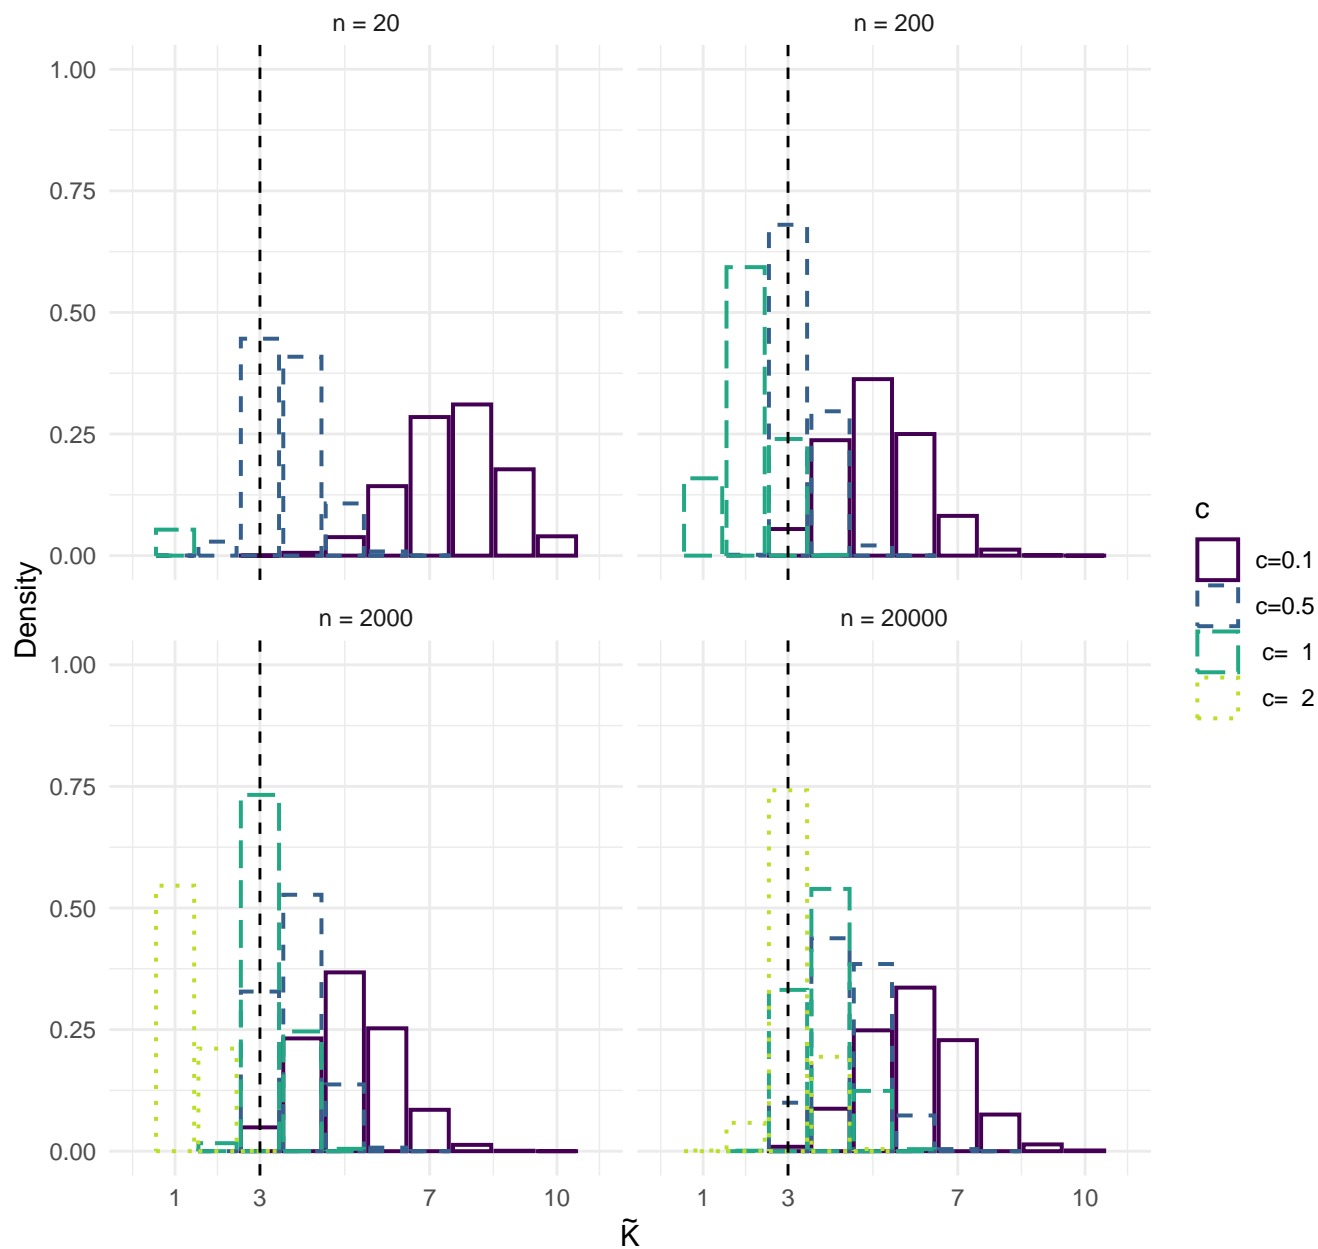 n = 20
n = 200
1.00
0.75
0.50
0.25
0.00
n = 2000
n = 20000
1.00
0.75
0.50
0.25
0.00
1 3 7 10
1 3 7 10
Density
K̃
c
c=0.1
c=0.5
c= 1
c= 2